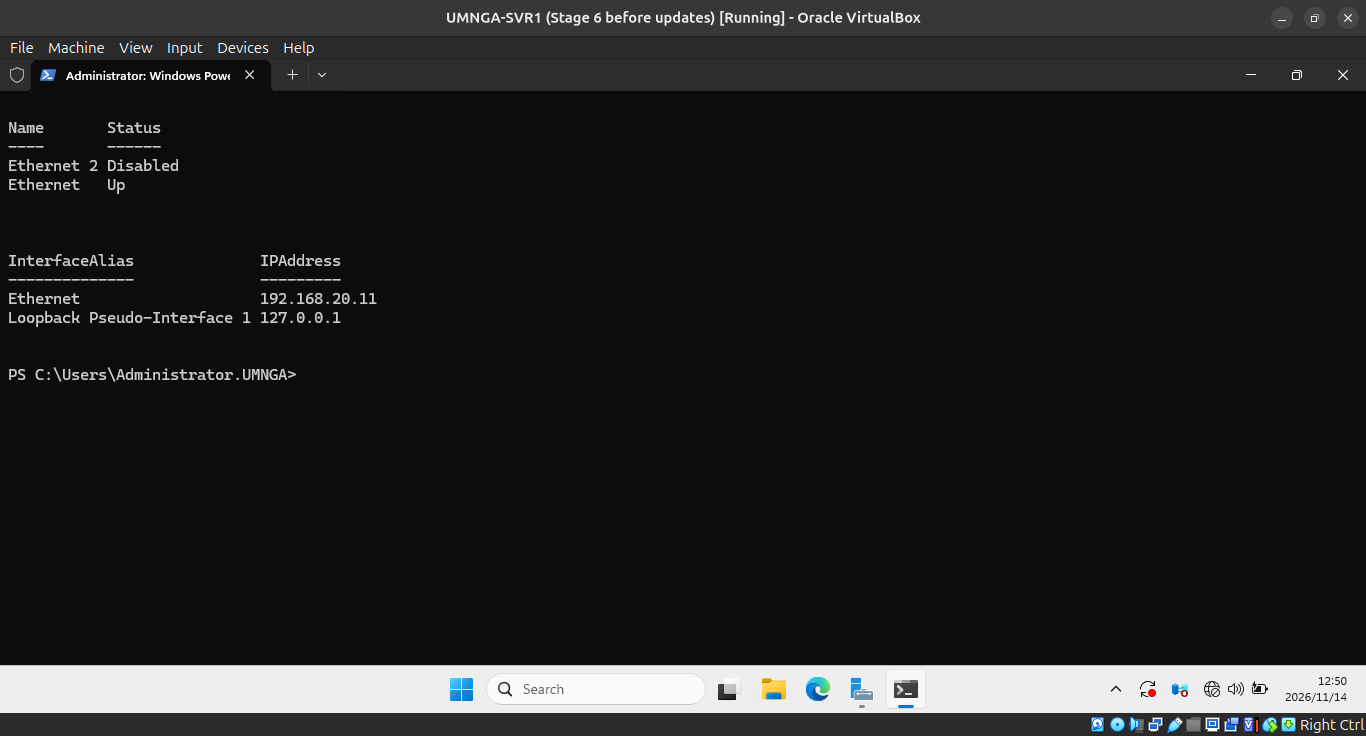 UMNGA-SVR1 (Stage 6 before updates) [Running] - Oracle VirtualBox
File Machine View Input Devices Help
Administrator: Windows Powe
Name       Status
----       ------
Ethernet 2 Disabled
Ethernet   Up
InterfaceAlias              IPAddress
--------------              ---------
Ethernet                    192.168.20.11
Loopback Pseudo-Interface 1 127.0.0.1
PS C:\Users\Administrator.UMNGA>
Search
12:50
2026/11/14
Right Ctrl